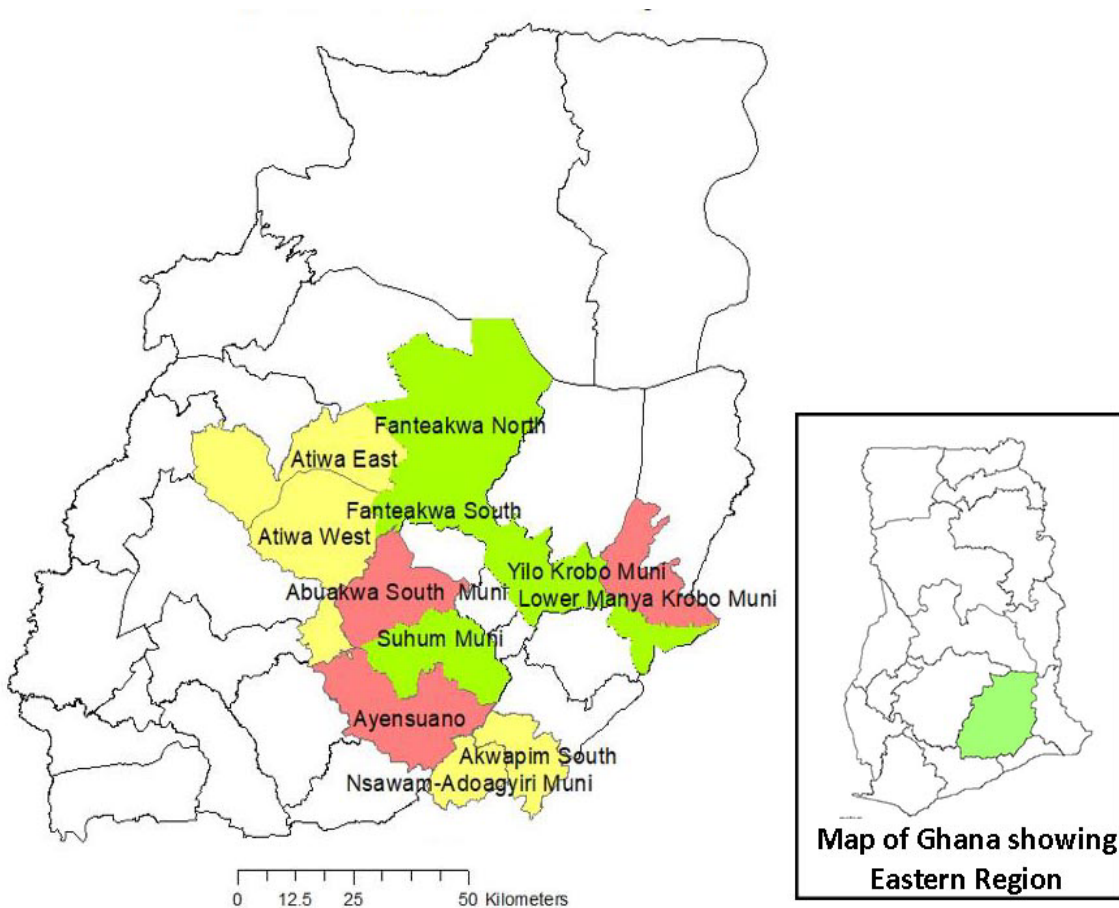 Fanteakwa North
Atiwa East
Fanteakwa South
Atiwa West
Yilo Krobo Muni
Abuakwa South Muni
Lower Manya Krobo Muni
Suhum Muni
Ayensuano
Akwapim South
Nsawam-Adoagyiri Muni
0 12.5 25 50 Kilometers
Map of Ghana showing
Eastern Region